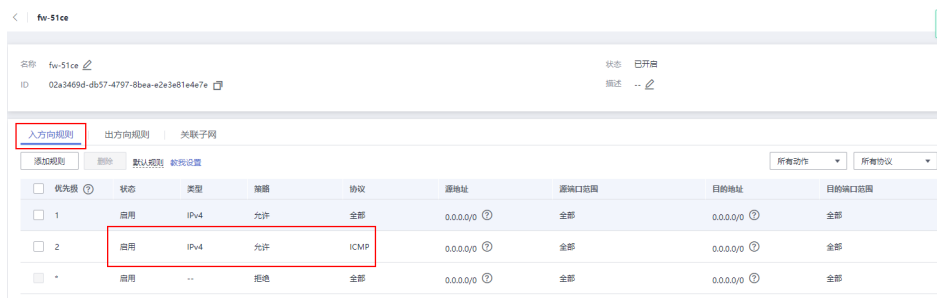 fw-51ce
名称 fw-51ce 状态 已开启
ID 02a3469d-db57-4797-8bea-e2e3e81e4e7e 描述 --
入方向规则 出方向规则 关联子网
添加规则 删除 默认规则 教我设置 所有动作 所有协议
优先级 状态 类型 策略 协议 源地址 源端口范围 目的地址 目的端口范围
1 启用 IPv4 允许 全部 0.0.0.0/0 全部 0.0.0.0/0 全部
2 启用 IPv4 允许 ICMP 0.0.0.0/0 全部 0.0.0.0/0 全部
* 启用 -- 拒绝 全部 0.0.0.0/0 全部 0.0.0.0/0 全部